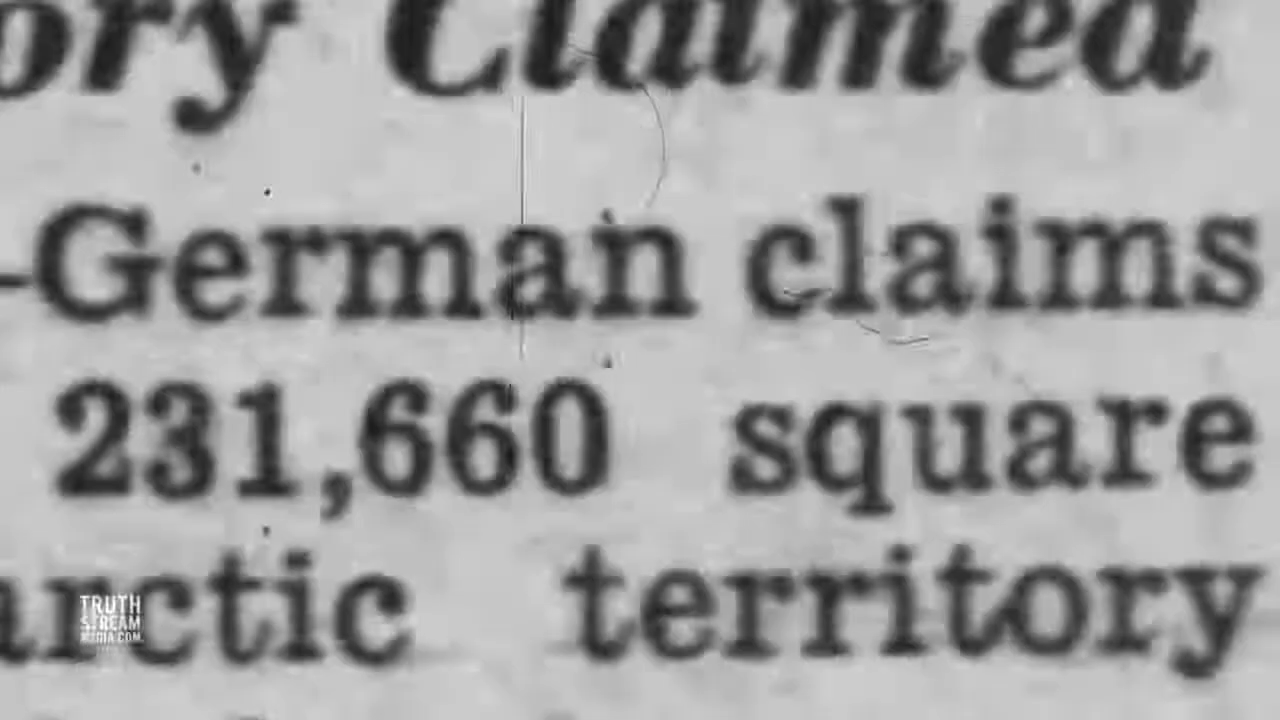 ory Claimed
-German claims
231,660 square
arctic territory
TRUTH
STREAM
MEDIA.COM